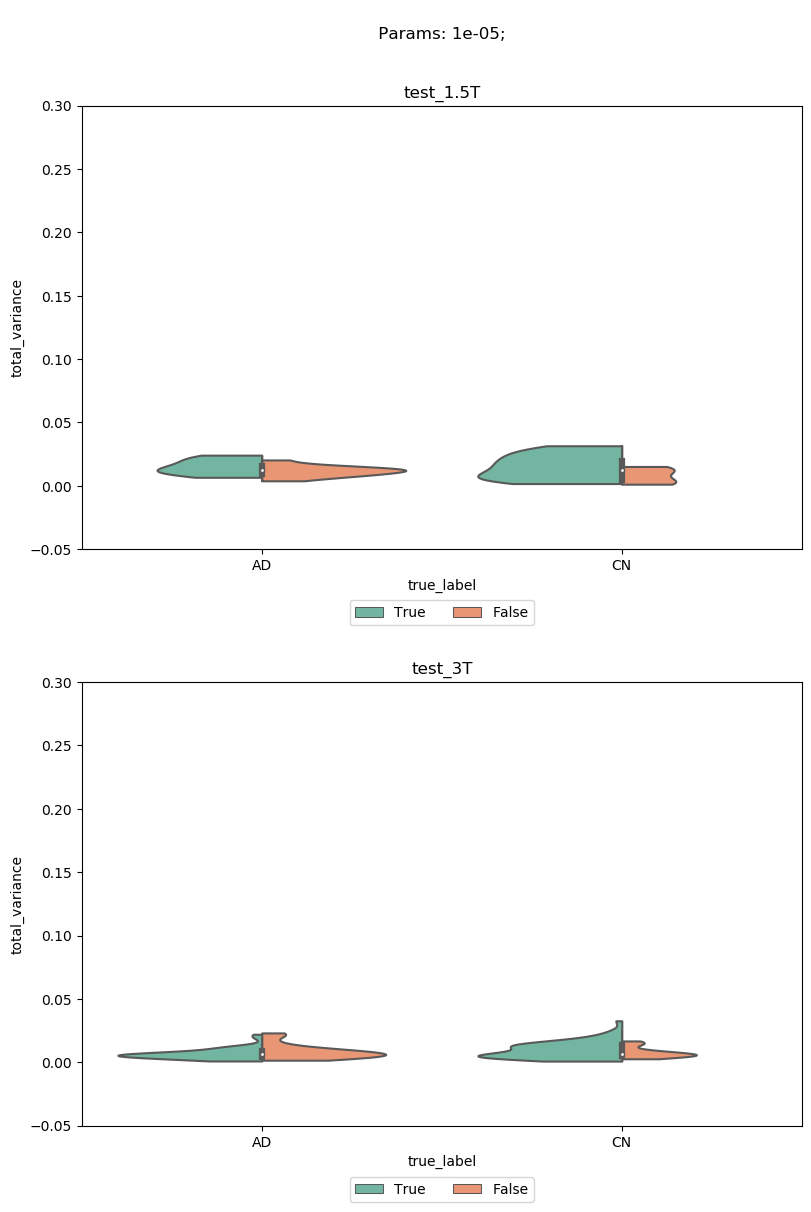 Params: 1e-05;
test_1.5T
0.30
0.25
0.20
0.15
0.10
0.05
0.00
−0.05
total_variance
AD CN
true_label
True False
test_3T
0.30
0.25
0.20
0.15
0.10
0.05
0.00
−0.05
total_variance
AD CN
true_label
True False